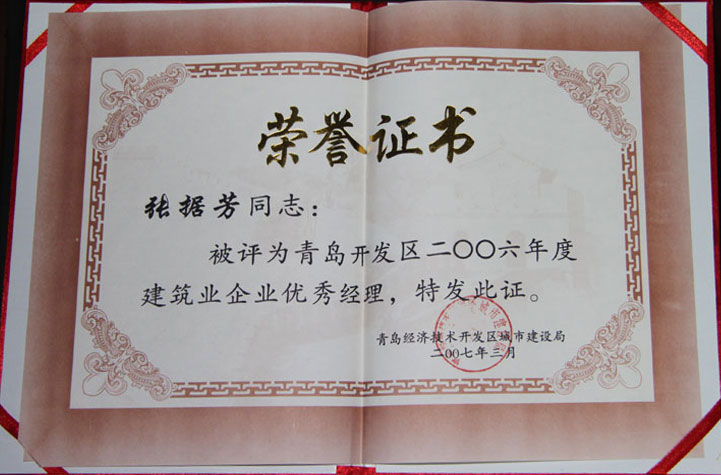 荣誉证书
张据芳同志：
被评为青岛开发区二〇〇六年度
建筑业企业优秀经理，特发此证。
青岛经济技术开发区城市建设局
二〇〇七年三月